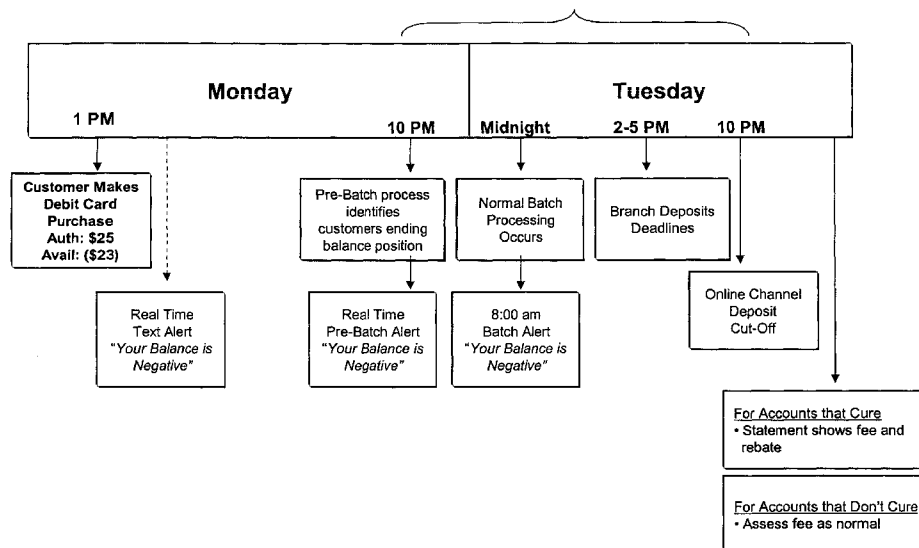 Monday
Tuesday
1 PM
10 PM
Midnight
2-5 PM
10 PM
Customer Makes
Debit Card
Purchase
Auth: $25
Avail: ($23)
Pre-Batch process
identifies
customers ending
balance position
Normal Batch
Processing
Occurs
Branch Deposits
Deadlines
Real Time
Text Alert
"Your Balance is
Negative"
Real Time
Pre-Batch Alert
"Your Balance is
Negative"
8:00 am
Batch Alert
"Your Balance is
Negative"
Online Channel
Deposit
Cut-Off
For Accounts that Cure
• Statement shows fee and
rebate
For Accounts that Don't Cure
• Assess fee as normal